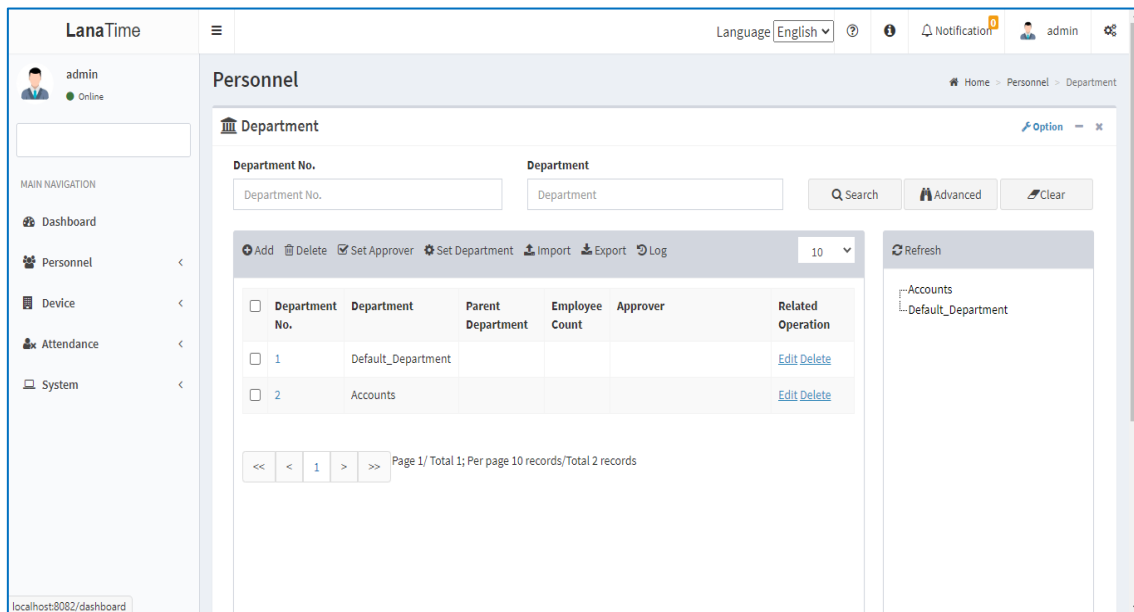 LanaTime
Language English
Notification 0
admin
admin
Online
MAIN NAVIGATION
Dashboard
Personnel
Device
Attendance
System
Personnel
Home > Personnel > Department
Department
Option
Department No.
Department
Department No.
Department
Search
Advanced
Clear
Add Delete Set Approver Set Department Import Export Log
10
Refresh
Department No. Department Parent Department Employee Count Approver Related Operation
1 Default_Department Edit Delete
2 Accounts Edit Delete
Accounts
Default_Department
<< < 1 > >> Page 1/ Total 1; Per page 10 records/Total 2 records
localhost:8082/dashboard